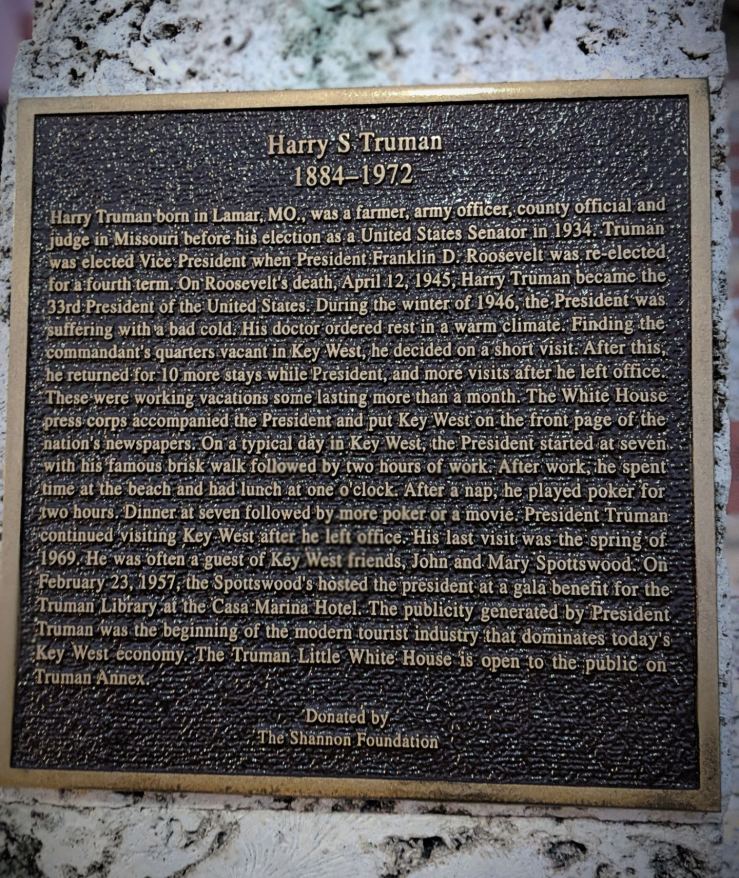 Harry S Truman
1884–1972
Harry Truman born in Lamar, MO., was a farmer, army officer, county official and
judge in Missouri before his election as a United States Senator in 1934. Truman
was elected Vice President when President Franklin D. Roosevelt was re-elected
for a fourth term. On Roosevelt's death, April 12, 1945, Harry Truman became the
33rd President of the United States. During the winter of 1946, the President was
suffering with a bad cold. His doctor ordered rest in a warm climate. Finding the
commandant's quarters vacant in Key West, he decided on a short visit. After this,
he returned for 10 more stays while President, and more visits after he left office.
These were working vacations some lasting more than a month. The White House
press corps accompanied the President and put Key West on the front page of the
nation's newspapers. On a typical day in Key West, the President started at seven
with his famous brisk walk followed by two hours of work. After work, he spent
time at the beach and had lunch at one o'clock. After a nap, he played poker for
two hours. Dinner at seven followed by more poker or a movie. President Truman
continued visiting Key West after he left office. His last visit was the spring of
1969. He was often a guest of Key West friends, John and Mary Spottswood. On
February 23, 1957, the Spottswood's hosted the president at a gala benefit for the
Truman Library at the Casa Marina Hotel. The publicity generated by President
Truman was the beginning of the modern tourist industry that dominates today's
Key West economy. The Truman Little White House is open to the public on
Truman Annex.
Donated by
The Shannon Foundation